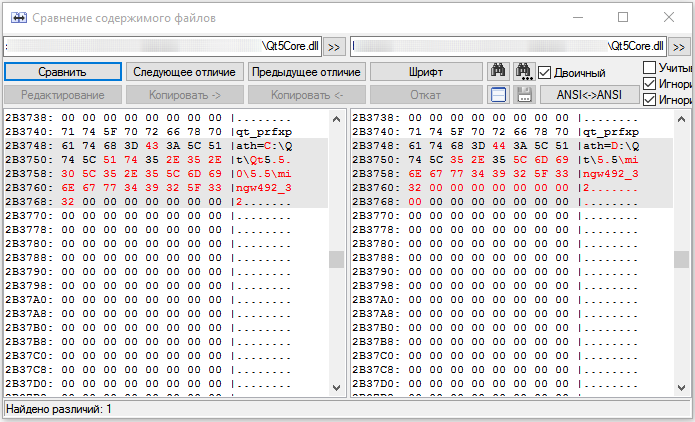 Сравнение содержимого файлов
\Qt5Core.dll >>
\Qt5Core.dll >>
Сравнить Следующее отличие Предыдущее отличие Шрифт Двоичный Учиты
Редактирование Копировать -> Копировать <- Откат ANSI<->ANSI Игнори
Игнори
2B3738: 00 00 00 00 00 00 00 00 |........
2B3740: 71 74 5F 70 72 66 78 70 |qt_prfxp
2B3748: 61 74 68 3D 43 3A 5C 51 |ath=C:\Q
2B3750: 74 5C 51 74 35 2E 35 2E |t\Qt5.5.
2B3758: 30 5C 35 2E 35 5C 6D 69 |0\5.5\mi
2B3760: 6E 67 77 34 39 32 5F 33 |ngw492_3
2B3768: 32 00 00 00 00 00 00 00 |2.......
2B3770: 00 00 00 00 00 00 00 00 |........
2B3778: 00 00 00 00 00 00 00 00 |........
2B3780: 00 00 00 00 00 00 00 00 |........
2B3788: 00 00 00 00 00 00 00 00 |........
2B3790: 00 00 00 00 00 00 00 00 |........
2B3798: 00 00 00 00 00 00 00 00 |........
2B37A0: 00 00 00 00 00 00 00 00 |........
2B37A8: 00 00 00 00 00 00 00 00 |........
2B37B0: 00 00 00 00 00 00 00 00 |........
2B37B8: 00 00 00 00 00 00 00 00 |........
2B37C0: 00 00 00 00 00 00 00 00 |........
2B37C8: 00 00 00 00 00 00 00 00 |........
2B37D0: 00 00 00 00 00 00 00 00 |........
2B3738: 00 00 00 00 00 00 00 00 |........
2B3740: 71 74 5F 70 72 66 78 70 |qt_prfxp
2B3748: 61 74 68 3D 44 3A 5C 51 |ath=D:\Q
2B3750: 74 5C 35 2E 35 5C 6D 69 |t\5.5\mi
2B3758: 6E 67 77 34 39 32 5F 33 |ngw492_3
2B3760: 32 00 00 00 00 00 00 00 |2.......
2B3768: 00 00 00 00 00 00 00 00 |........
2B3770: 00 00 00 00 00 00 00 00 |........
2B3778: 00 00 00 00 00 00 00 00 |........
2B3780: 00 00 00 00 00 00 00 00 |........
2B3788: 00 00 00 00 00 00 00 00 |........
2B3790: 00 00 00 00 00 00 00 00 |........
2B3798: 00 00 00 00 00 00 00 00 |........
2B37A0: 00 00 00 00 00 00 00 00 |........
2B37A8: 00 00 00 00 00 00 00 00 |........
2B37B0: 00 00 00 00 00 00 00 00 |........
2B37B8: 00 00 00 00 00 00 00 00 |........
2B37C0: 00 00 00 00 00 00 00 00 |........
2B37C8: 00 00 00 00 00 00 00 00 |........
2B37D0: 00 00 00 00 00 00 00 00 |........
Найдено различий: 1